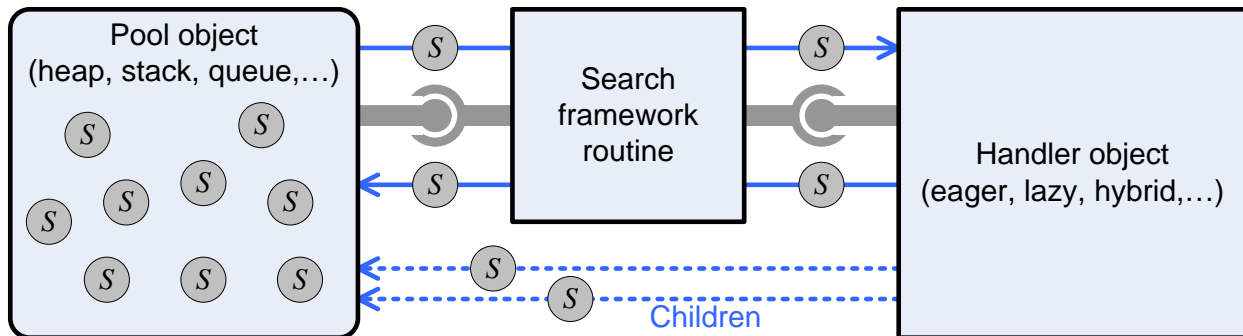 Pool object
(heap, stack, queue,…)
S
S
S
S
S
S
S
S
S
S
S
S
Search
framework
routine
S
S
Handler object
(eager, lazy, hybrid,…)
S
S
S
Children